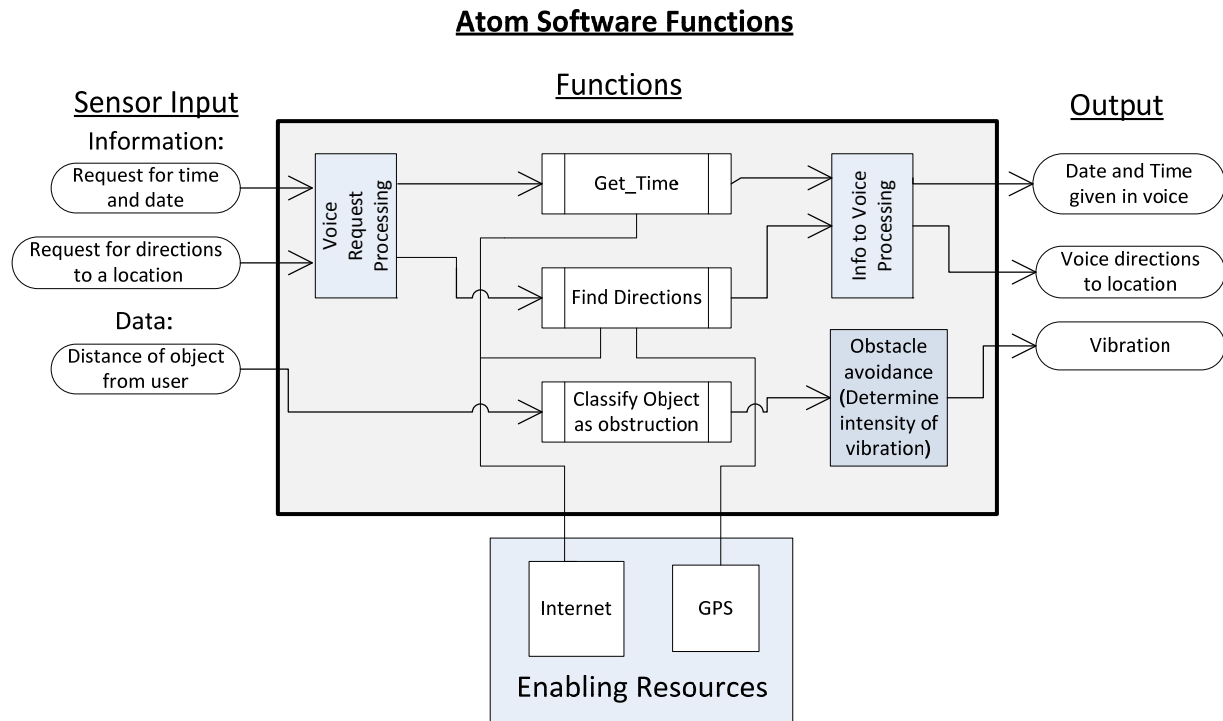 Atom Software Functions
Sensor Input
Functions
Output
Information:
Request for time
and date
Request for directions
to a location
Data:
Distance of object
from user
Voice
Request
Processing
Get_Time
Find Directions
Classify Object
as obstruction
Info to Voice
Processing
Obstacle
avoidance
(Determine
intensity of
vibration)
Date and Time
given in voice
Voice directions
to location
Vibration
Internet
GPS
Enabling Resources